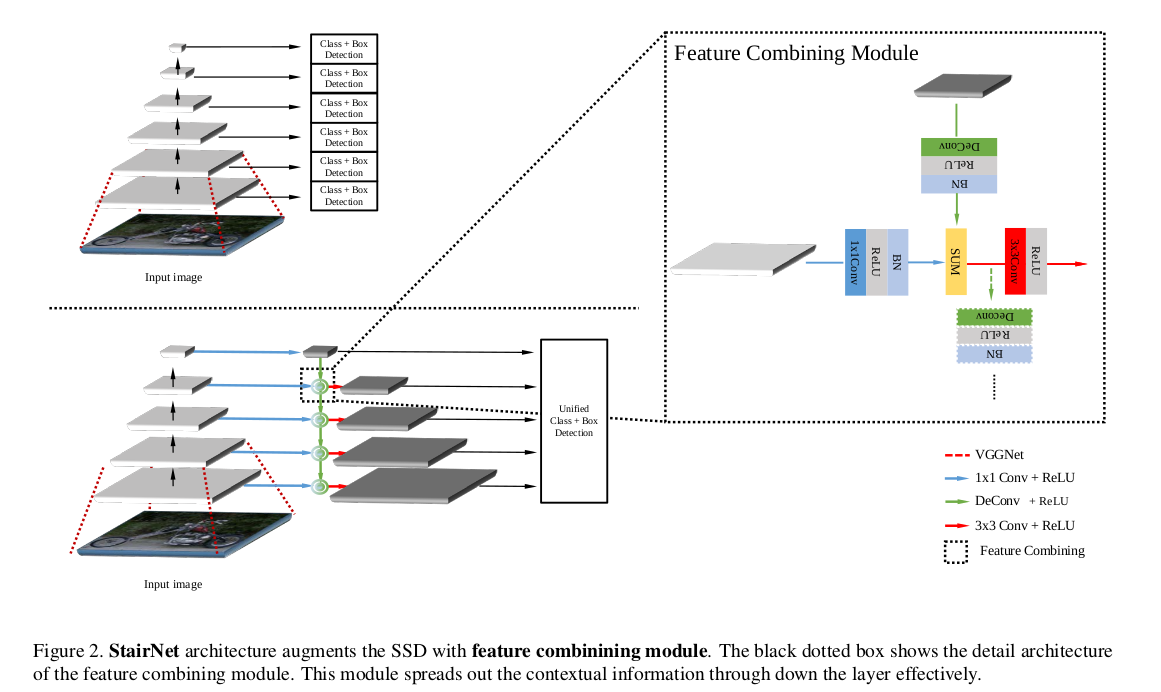 Class + Box
Detection
Class + Box
Detection
Class + Box
Detection
Class + Box
Detection
Class + Box
Detection
Class + Box
Detection
Input image
Feature Combining Module
DeConv
ReLU
BN
1x1Conv
ReLU
BN
SUM
3x3Conv
ReLU
Deconv
ReLU
BN
Unified
Class + Box
Detection
Input image
VGGNet
1x1 Conv + ReLU
DeConv + ReLU
3x3 Conv + ReLU
Feature Combining
Figure 2. StairNet architecture augments the SSD with feature combinining module. The black dotted box shows the detail architecture
of the feature combining module. This module spreads out the contextual information through down the layer effectively.